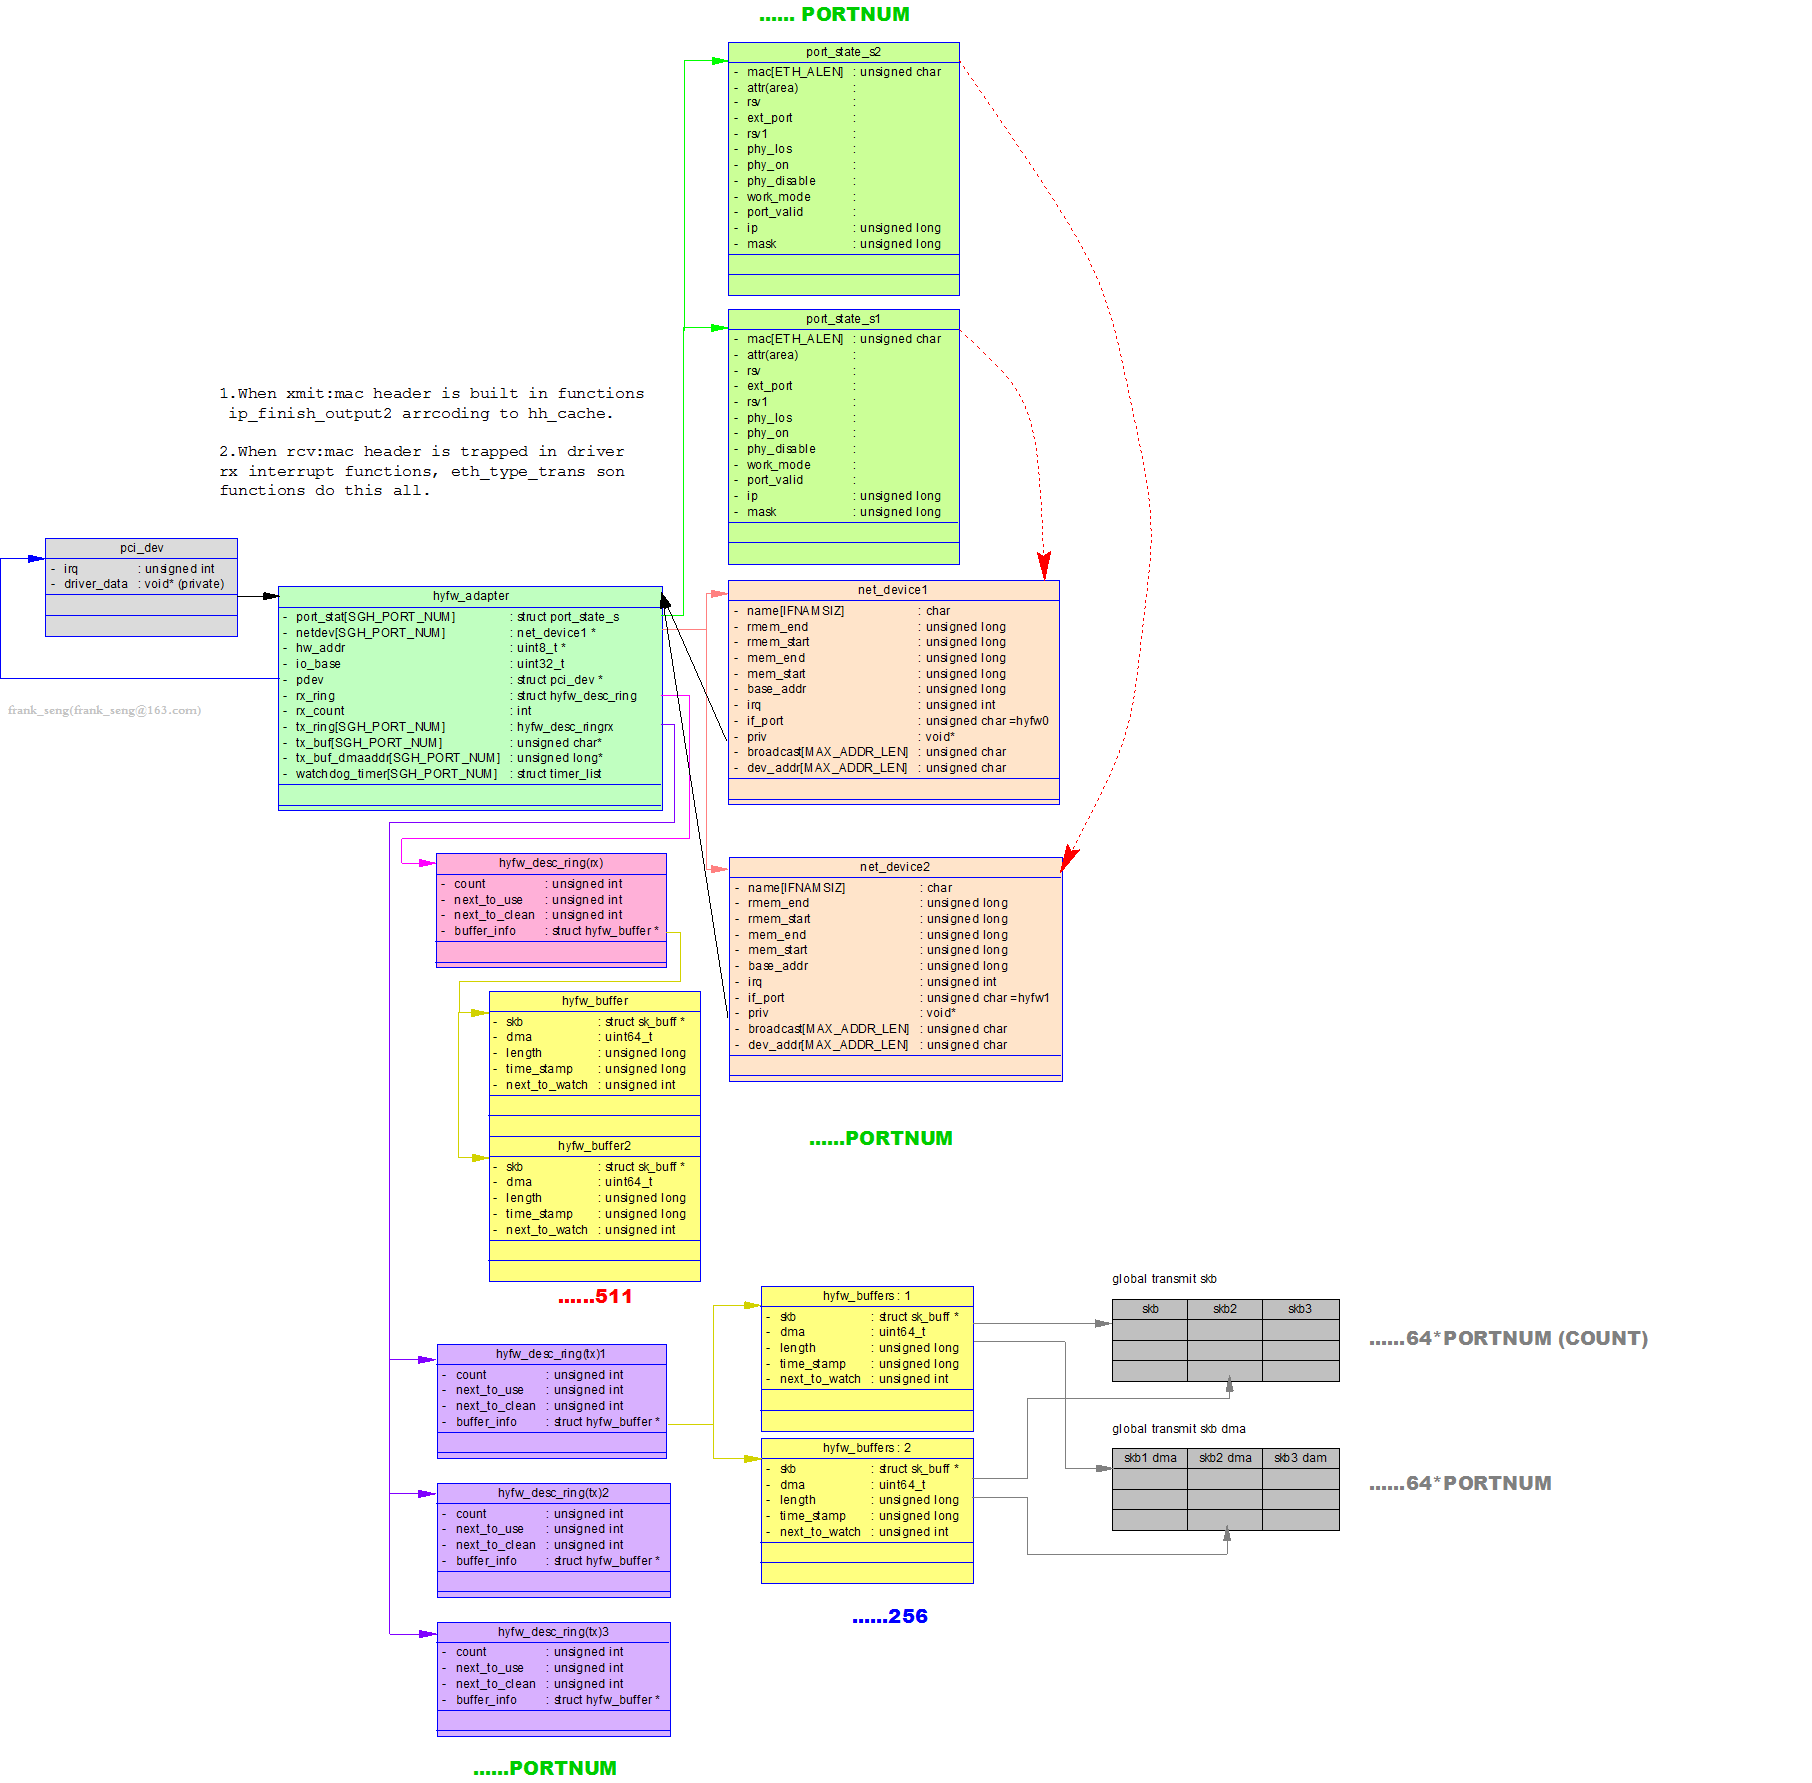 ...... PORTNUM
port_state_s2
- mac[ETH_ALEN] : unsigned char
- attr(area) :
- rsv :
- ext_port :
- rsv1 :
- phy_los :
- phy_on :
- phy_disable :
- work_mode :
- port_valid :
- ip : unsigned long
- mask : unsigned long
port_state_s1
- mac[ETH_ALEN] : unsigned char
- attr(area) :
- rsv :
- ext_port :
- rsv1 :
- phy_los :
- phy_on :
- phy_disable :
- work_mode :
- port_valid :
- ip : unsigned long
- mask : unsigned long
1.When xmit:mac header is built in functions
ip_finish_output2 arrcoding to hh_cache.
2.When rcv:mac header is trapped in driver
rx interrupt functions, eth_type_trans son
functions do this all.
pci_dev
- irq : unsigned int
- driver_data : void* (private)
frank_seng(frank_seng@163.com)
hyfw_adapter
- port_stat[SGH_PORT_NUM] : struct port_state_s
- netdev[SGH_PORT_NUM] : net_device1 *
- hw_addr : uint8_t *
- io_base : uint32_t
- pdev : struct pci_dev *
- rx_ring : struct hyfw_desc_ring
- rx_count : int
- tx_ring[SGH_PORT_NUM] : hyfw_desc_ringrx
- tx_buf[SGH_PORT_NUM] : unsigned char*
- tx_buf_dmaaddr[SGH_PORT_NUM] : unsigned long*
- watchdog_timer[SGH_PORT_NUM] : struct timer_list
net_device1
- name[IFNAMSIZ] : char
- rmem_end : unsigned long
- rmem_start : unsigned long
- mem_end : unsigned long
- mem_start : unsigned long
- base_addr : unsigned long
- irq : unsigned int
- if_port : unsigned char =hyfw0
- priv : void*
- broadcast[MAX_ADDR_LEN] : unsigned char
- dev_addr[MAX_ADDR_LEN] : unsigned char
net_device2
- name[IFNAMSIZ] : char
- rmem_end : unsigned long
- rmem_start : unsigned long
- mem_end : unsigned long
- mem_start : unsigned long
- base_addr : unsigned long
- irq : unsigned int
- if_port : unsigned char =hyfw1
- priv : void*
- broadcast[MAX_ADDR_LEN] : unsigned char
- dev_addr[MAX_ADDR_LEN] : unsigned char
......PORTNUM
hyfw_desc_ring(rx)
- count : unsigned int
- next_to_use : unsigned int
- next_to_clean : unsigned int
- buffer_info : struct hyfw_buffer *
hyfw_buffer
- skb : struct sk_buff *
- dma : uint64_t
- length : unsigned long
- time_stamp : unsigned long
- next_to_watch : unsigned int
hyfw_buffer2
- skb : struct sk_buff *
- dma : uint64_t
- length : unsigned long
- time_stamp : unsigned long
- next_to_watch : unsigned int
......511
hyfw_desc_ring(tx)1
- count : unsigned int
- next_to_use : unsigned int
- next_to_clean : unsigned int
- buffer_info : struct hyfw_buffer *
hyfw_desc_ring(tx)2
- count : unsigned int
- next_to_use : unsigned int
- next_to_clean : unsigned int
- buffer_info : struct hyfw_buffer *
hyfw_desc_ring(tx)3
- count : unsigned int
- next_to_use : unsigned int
- next_to_clean : unsigned int
- buffer_info : struct hyfw_buffer *
......PORTNUM
hyfw_buffers : 1
- skb : struct sk_buff *
- dma : uint64_t
- length : unsigned long
- time_stamp : unsigned long
- next_to_watch : unsigned int
hyfw_buffers : 2
- skb : struct sk_buff *
- dma : uint64_t
- length : unsigned long
- time_stamp : unsigned long
- next_to_watch : unsigned int
......256
global transmit skb
skb skb2 skb3
......64*PORTNUM (COUNT)
global transmit skb dma
skb1 dma skb2 dma skb3 dam
......64*PORTNUM